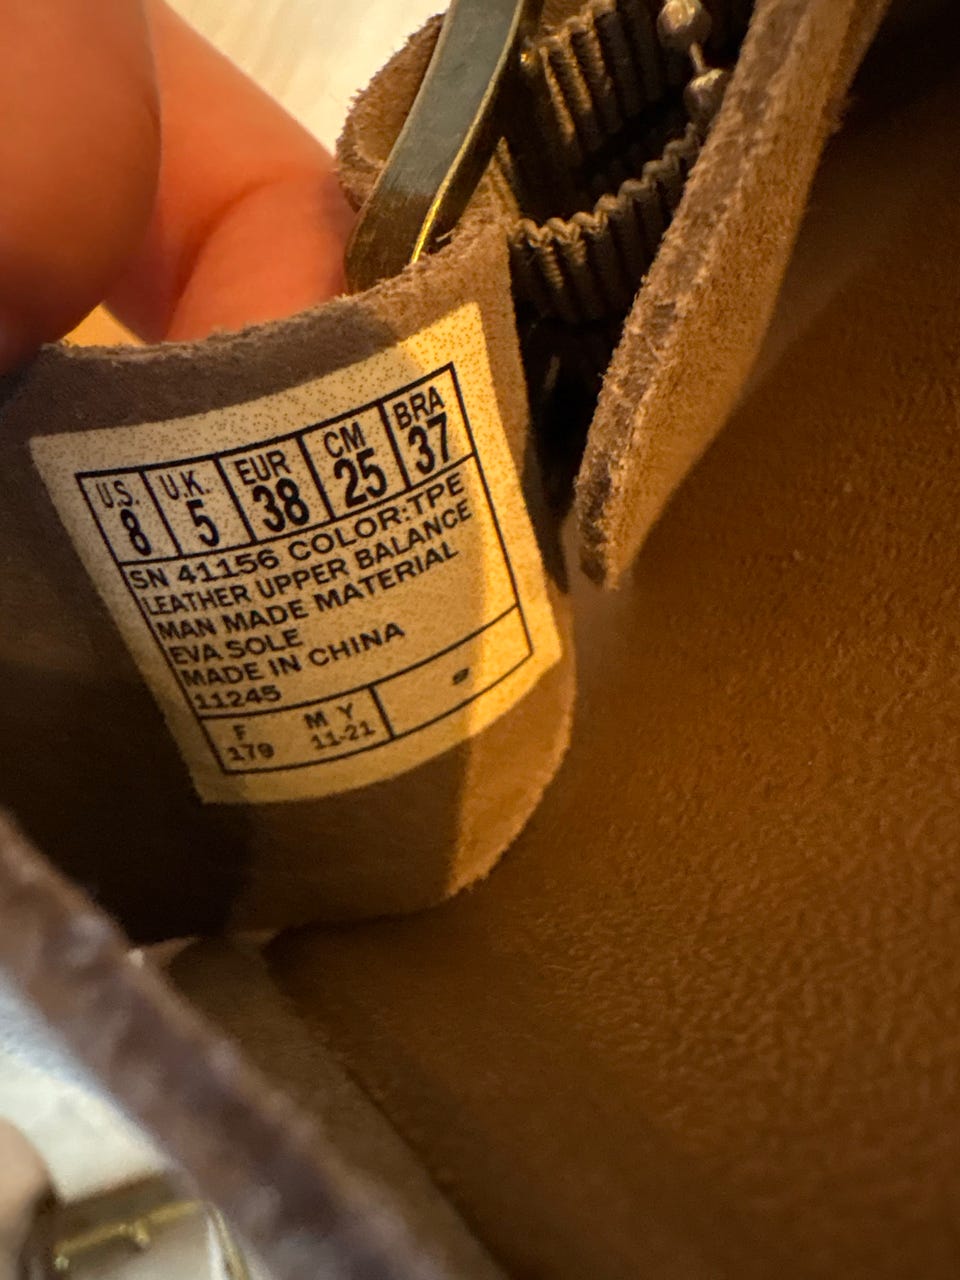 U.S. U.K. EUR CM BRA
8 5 38 25 37
SN 41156 COLOR:TPE
LEATHER UPPER BALANCE
MAN MADE MATERIAL
EVA SOLE
MADE IN CHINA
11245
F M Y
179 11-21